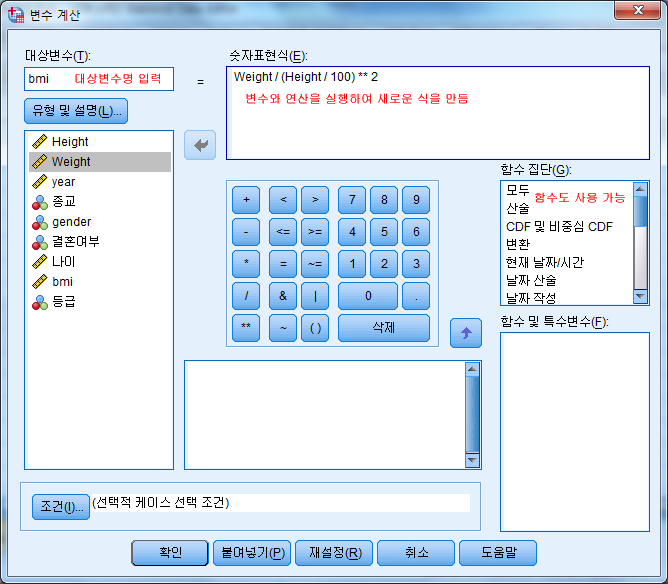 변수 계산
대상변수(T):
bmi 대상변수명 입력
=
숫자표현식(E):
Weight / (Height / 100) ** 2
변수와 연산을 실행하여 새로운 식을 만듬
유형 및 설명(L)...
Height
Weight
year
종교
gender
결혼여부
나이
bmi
등급
+ < > 7 8 9
- <= >= 4 5 6
* = ~= 1 2 3
/ & | 0 .
** ~ ( ) 삭제
함수 집단(G):
모두
함수도 사용 가능
산술
CDF 및 비중심 CDF
변환
현재 날짜/시간
날짜 산술
날짜 작성
함수 및 특수변수(F):
조건(I)... (선택적 케이스 선택 조건)
확인 붙여넣기(P) 재설정(R) 취소 도움말